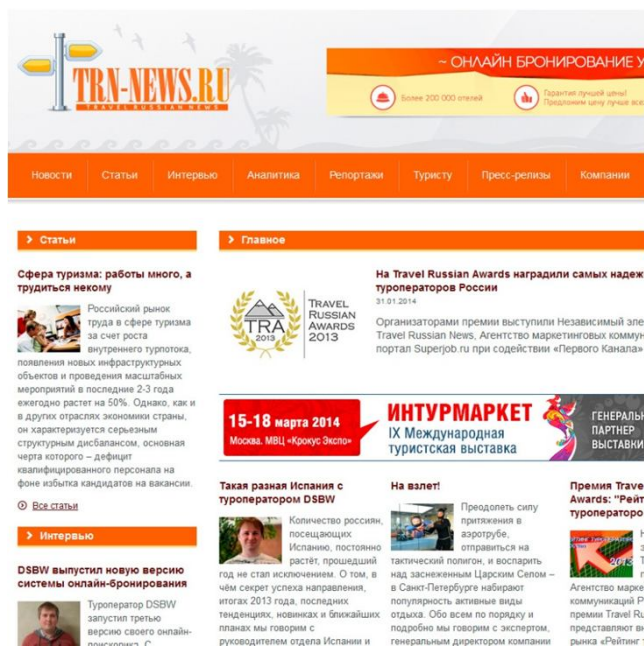 TRN-NEWS.RU
TRAVEL RUSSIAN NEWS
~ ОНЛАЙН БРОНИРОВАНИЕ У
Более 200 000 отелей
Гарантия лучшей цены!
Предложим цену лучше все
Новости Статьи Интервью Аналитика Репортажи Туристу Пресс-релизы Компании
Статьи
Сфера туризма: работы много, а
трудиться некому
Российский рынок
труда в сфере туризма
за счет роста
внутреннего турпотока,
появления новых инфраструктурных
объектов и проведения масштабных
мероприятий в последние 2-3 года
ежегодно растет на 50%. Однако, как и
в других отраслях экономики страны,
он характеризуется серьезным
структурным дисбалансом, основная
черта которого – дефицит
квалифицированного персонала на
фоне избытка кандидатов на вакансии.
Все статьи
Интервью
DSBW выпустил новую версию
системы онлайн-бронирования
Туроператор DSBW
запустил третью
версию своего онлайн-
поисковика. С
Главное
TRA
2013
TRAVEL
RUSSIAN
AWARDS
2013
На Travel Russian Awards наградили самых надеж
туроператоров России
31.01.2014
Организаторами премии выступили Независимый эле
Travel Russian News, Агентство маркетинговых коммун
портал Superjob.ru при содействии «Первого Канала»
15-18 марта 2014
Москва. МВЦ «Крокус Экспо»
ИНТУРМАРКЕТ
IX Международная
туристская выставка
ГЕНЕРАЛЬН
ПАРТНЕР
ВЫСТАВКИ
Такая разная Испания с
туроператором DSBW
Количество россиян,
посещающих
Испанию, постоянно
растёт, прошедший
год не стал исключением. О том, в
чём секрет успеха направления,
итогах 2013 года, последних
тенденциях, новинках и ближайших
планах мы говорим с
руководителем отдела Испании и
На взлет!
Преодолеть силу
притяжения в
аэротрубе,
отправиться на
тактический полигон, и воспарить
над заснеженным Царским Селом –
в Санкт-Петербурге набирают
популярность активные виды
отдыха. Обо всем по порядку и
подробно мы говорим с экспертом,
генеральным директором компании
Премия Trave
Awards: "Рейт
туроператоро
2013
Агентство марке
коммуникаций Р
премии Travel Ru
представляют вн
рынка «Рейтинг